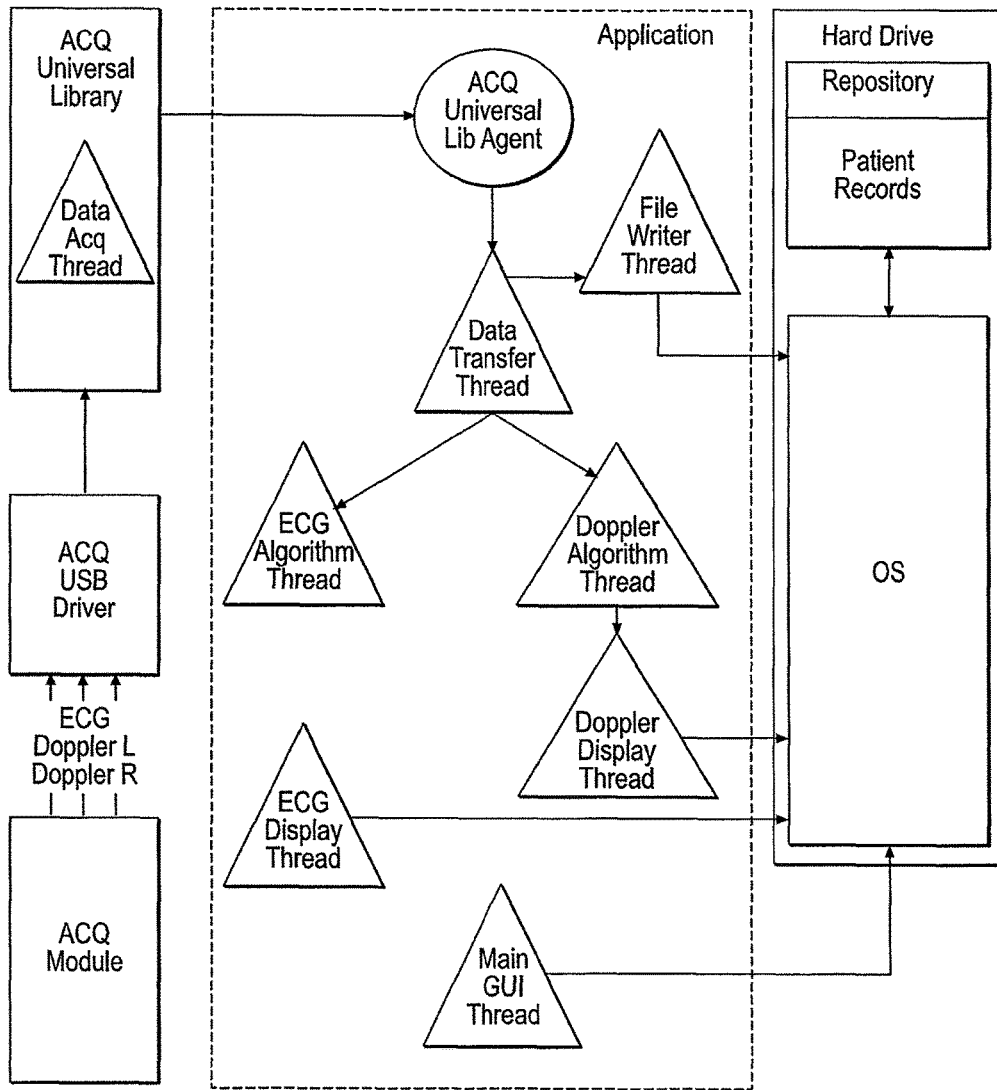 ACQ
Universal
Library
Data
Acq
Thread
ACQ
USB
Driver
ECG
Doppler L
Doppler R
ACQ
Module
Application
ACQ
Universal
Lib Agent
File
Writer
Thread
Data
Transfer
Thread
ECG
Algorithm
Thread
Doppler
Algorithm
Thread
Doppler
Display
Thread
ECG
Display
Thread
Main
GUI
Thread
Hard Drive
Repository
Patient
Records
OS